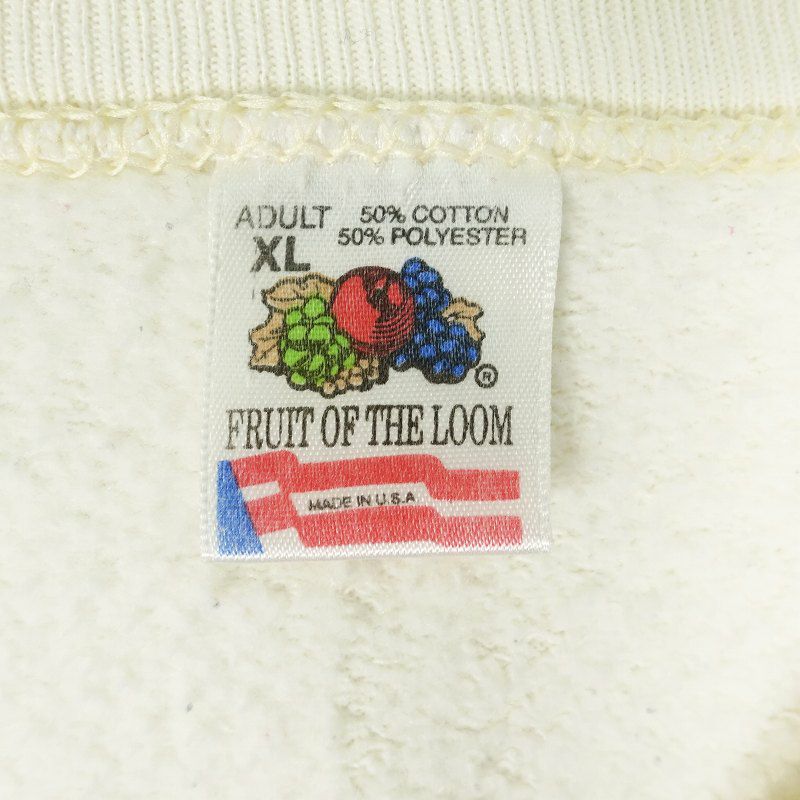 ADULT
XL
50% COTTON
50% POLYESTER
®
FRUIT OF THE LOOM
MADE IN U.S.A